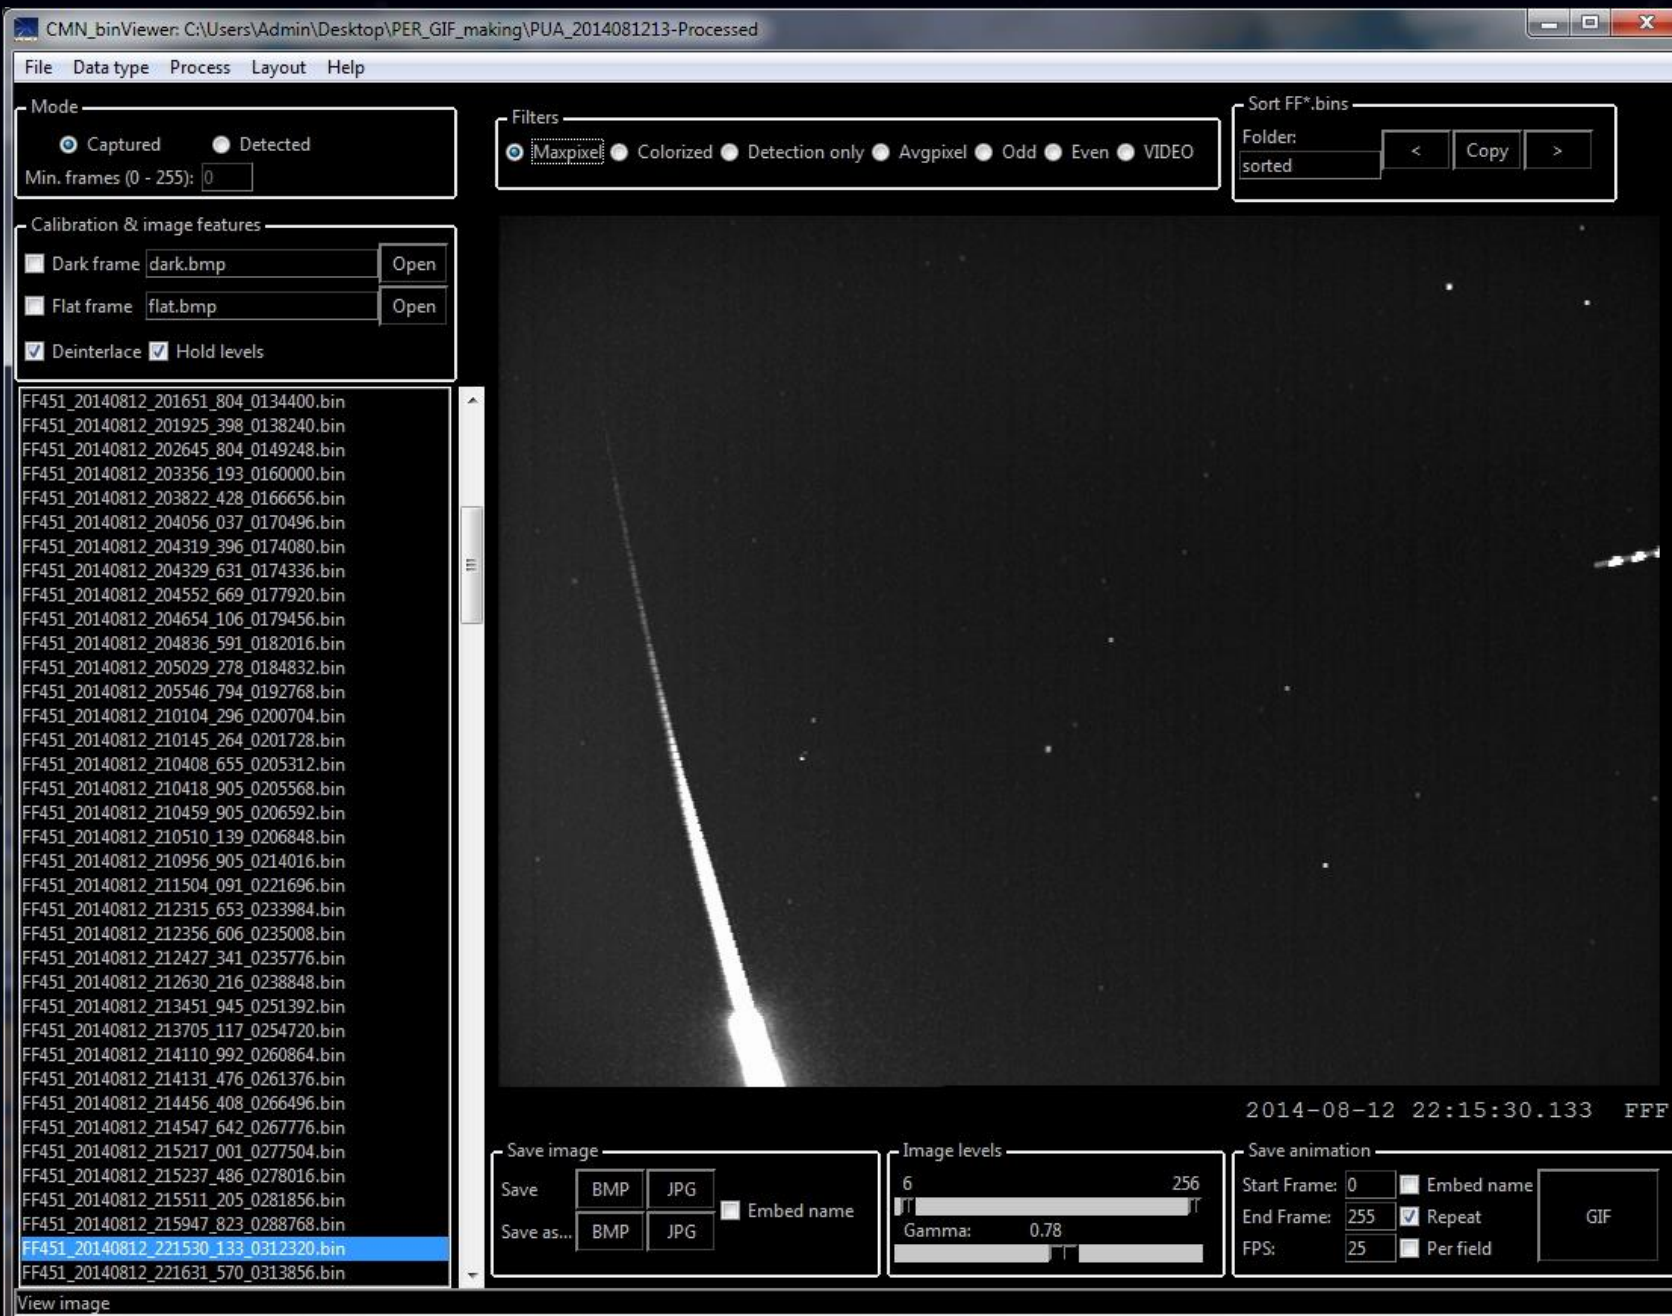 CMN_binViewer: C:\Users\Admin\Desktop\PER_GIF_making\PUA_2014081213-Processed
File Data type Process Layout Help
Mode
Captured Detected
Min. frames (0 - 255): 0
Filters
Maxpixel Colorized Detection only Avgpixel Odd Even VIDEO
Sort FF*.bins
Folder:
sorted
< Copy >
Calibration & image features
Dark frame dark.bmp Open
Flat frame flat.bmp Open
Deinterlace Hold levels
FF451_20140812_201651_804_0134400.bin
FF451_20140812_201925_398_0138240.bin
FF451_20140812_202645_804_0149248.bin
FF451_20140812_203356_193_0160000.bin
FF451_20140812_203822_428_0166656.bin
FF451_20140812_204056_037_0170496.bin
FF451_20140812_204319_396_0174080.bin
FF451_20140812_204329_631_0174336.bin
FF451_20140812_204552_669_0177920.bin
FF451_20140812_204654_106_0179456.bin
FF451_20140812_204836_591_0182016.bin
FF451_20140812_205029_278_0184832.bin
FF451_20140812_205546_794_0192768.bin
FF451_20140812_210104_296_0200704.bin
FF451_20140812_210145_264_0201728.bin
FF451_20140812_210408_655_0205312.bin
FF451_20140812_210418_905_0205568.bin
FF451_20140812_210459_905_0206592.bin
FF451_20140812_210510_139_0206848.bin
FF451_20140812_210956_905_0214016.bin
FF451_20140812_211504_091_0221696.bin
FF451_20140812_212315_653_0233984.bin
FF451_20140812_212356_606_0235008.bin
FF451_20140812_212427_341_0235776.bin
FF451_20140812_212630_216_0238848.bin
FF451_20140812_213451_945_0251392.bin
FF451_20140812_213705_117_0254720.bin
FF451_20140812_214110_992_0260864.bin
FF451_20140812_214131_476_0261376.bin
FF451_20140812_214456_408_0266496.bin
FF451_20140812_214547_642_0267776.bin
FF451_20140812_215217_001_0277504.bin
FF451_20140812_215237_486_0278016.bin
FF451_20140812_215511_205_0281856.bin
FF451_20140812_215947_823_0288768.bin
FF451_20140812_221530_133_0312320.bin
FF451_20140812_221631_570_0313856.bin
2014-08-12 22:15:30.133 FFF
Save image
Save BMP JPG
Embed name
Save as... BMP JPG
Image levels
6 256
Gamma: 0.78
Save animation
Start Frame: 0 Embed name
End Frame: 255 Repeat
FPS: 25 Per field
GIF
View image